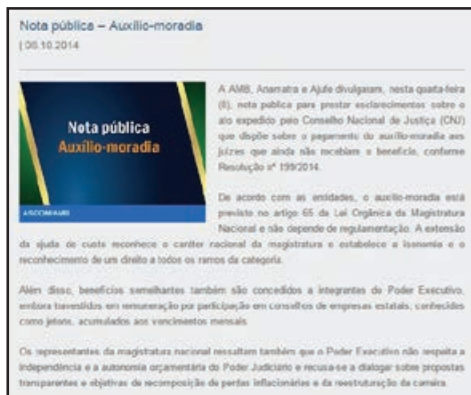 Nota pública – Auxílio-moradia
| 08.10.2014
Nota pública
Auxílio-moradia
ASCOM/AMB
A AMB, Anamatra e Ajufe divulgaram, nesta quarta-feira
(8), nota pública para prestar esclarecimentos sobre o
ato expedido pelo Conselho Nacional de Justiça (CNJ)
que dispõe sobre o pagamento do auxílio-moradia aos
juízes que ainda não recebiam o benefício, conforme
Resolução nº 199/2014.
De acordo com as entidades, o auxílio-moradia está
previsto no artigo 65 da Lei Orgânica da Magistratura
Nacional e não depende de regulamentação. A extensão
da ajuda de custo reconhece o caráter nacional da magistratura e estabelece a isonomia e o
reconhecimento de um direito a todos os ramos da categoria.
Além disso, benefícios semelhantes também são concedidos a integrantes do Poder Executivo,
embora travestidos em remuneração por participação em conselhos de empresas estatais, conhecidos
como jetons, acumulados aos vencimentos mensais.
Os representantes da magistratura nacional ressaltam também que o Poder Executivo não respeita a
independência e a autonomia orçamentária do Poder Judiciário e recusa-se a dialogar sobre propostas
transparentes e objetivas de recomposição de perdas inflacionárias e da reestruturação da carreira.